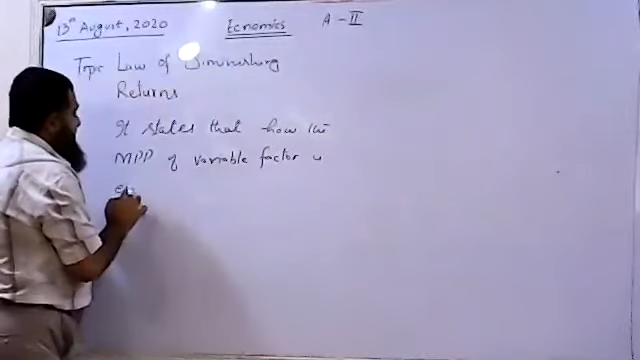 13th August, 2020 Economics A - II
Topic Law of Diminishing
Returns
It states that how the
MPP of variable factor is